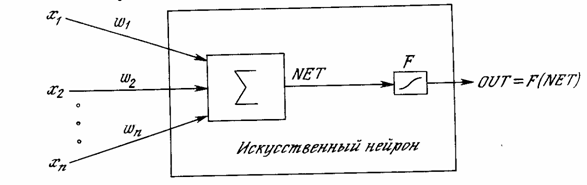 x1 w1
F
NET
x2 w2 Σ OUT = F(NET)
wn
xn
Искусственный нейрон